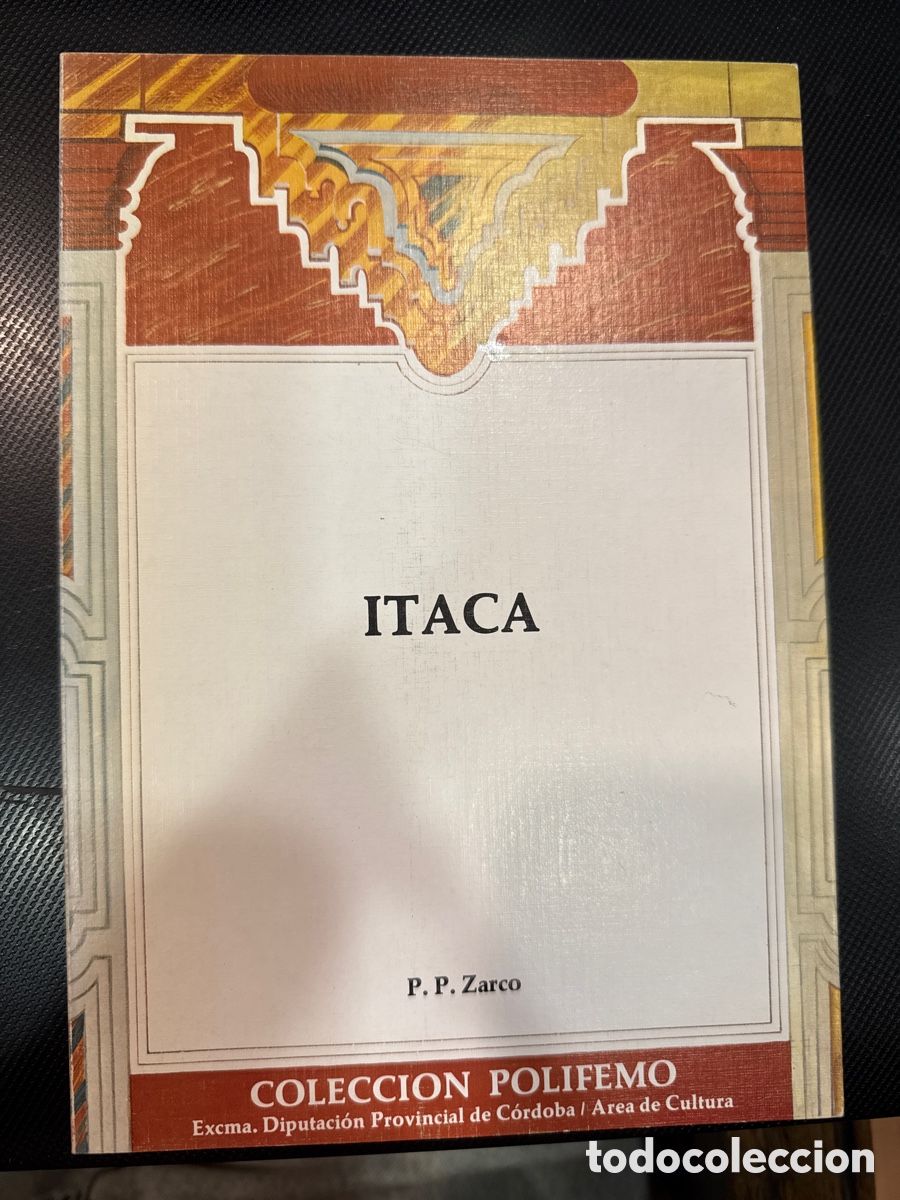 ITACA
P. P. Zarco
COLECCION POLIFEMO
Excma. Diputación Provincial de Córdoba / Area de Cultura
todocoleccion